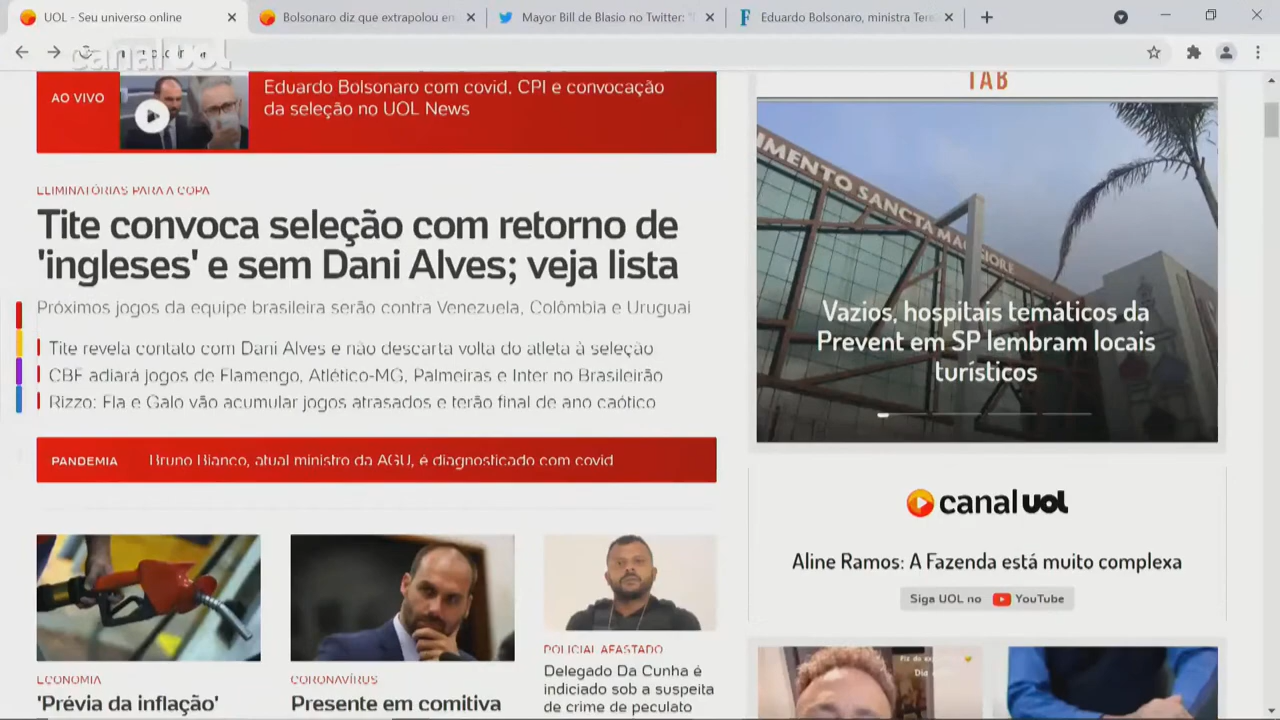 UOL - Seu universo online
Bolsonaro diz que extrapolou em
Mayor Bill de Blasio no Twitter: "
Eduardo Bolsonaro, ministra Tere
canal uol
AO VIVO
Eduardo Bolsonaro com covid, CPI e convocação
da seleção no UOL News
ELIMINATÓRIAS PARA A COPA
Tite convoca seleção com retorno de
'ingleses' e sem Dani Alves; veja lista
Próximos jogos da equipe brasileira serão contra Venezuela, Colômbia e Uruguai
Tite revela contato com Dani Alves e não descarta volta do atleta à seleção
CBF adiará jogos de Flamengo, Atlético-MG, Palmeiras e Inter no Brasileirão
Rizzo: Fla e Galo vão acumular jogos atrasados e terão final de ano caótico
PANDEMIA
Bruno Bianco, atual ministro da AGU, é diagnosticado com covid
ECONOMIA
'Prévia da inflação'
CORONAVÍRUS
Presente em comitiva
POLICIAL AFASTADO
Delegado Da Cunha é
indiciado sob a suspeita
de crime de peculato
TAB
IMENTO SANCTA MAGGIORE
Vazios, hospitais temáticos da
Prevent em SP lembram locais
turísticos
canal uol
Aline Ramos: A Fazenda está muito complexa
Siga UOL no YouTube